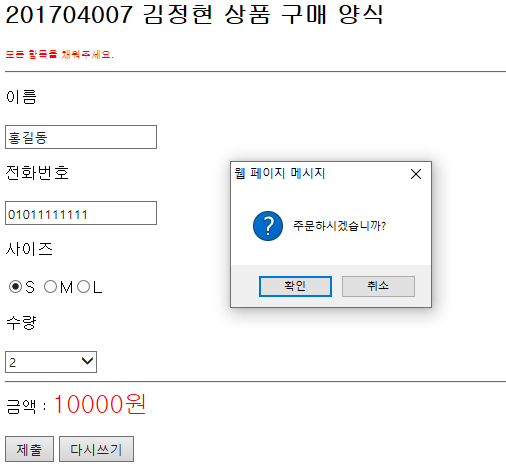 201704007 김정현 상품 구매 양식
모든 항목을 채워주세요.
이름
홍길동
전화번호
01011111111
사이즈
S M L
수량
2
금액 : 10000원
제출 다시쓰기
웹 페이지 메시지
주문하시겠습니까?
확인 취소